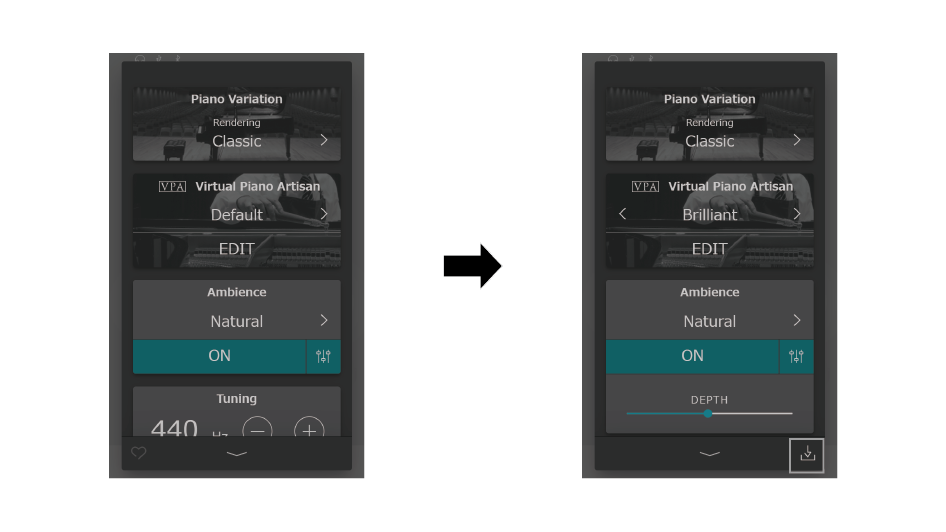 Piano Variation
Rendering
Classic
VPA Virtual Piano Artisan
Default
EDIT
Ambience
Natural
ON
Tuning
440 Hz
Piano Variation
Rendering
Classic
VPA Virtual Piano Artisan
Brilliant
EDIT
Ambience
Natural
ON
DEPTH